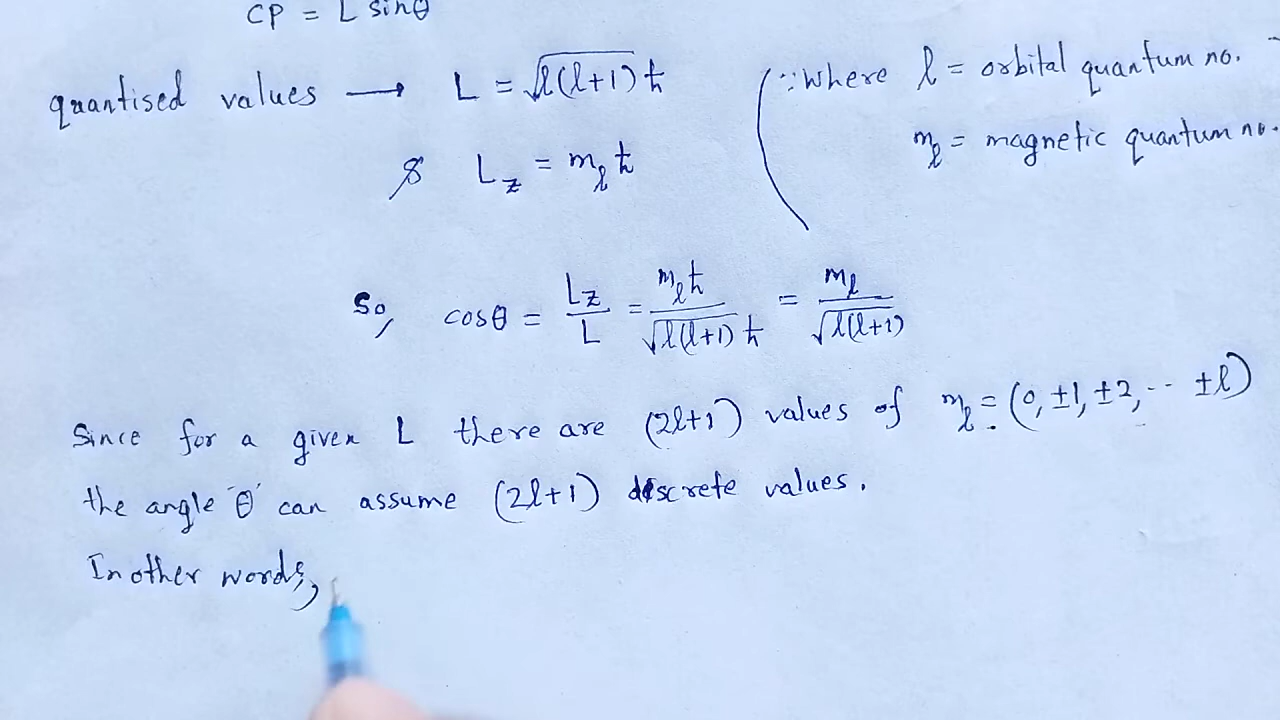 CP = L sinθ
quantised values → L = √l(l+1) ħ (∵ where l = orbital quantum no.
& L_z = m_l ħ m_l = magnetic quantum no.
So, cosθ = L_z/L = m_l ħ/√l(l+1) ħ = m_l/√l(l+1)
Since for a given L there are (2l+1) values of m_l = (0, ±1, ±2, -- ±l)
the angle 'θ' can assume (2l+1) discrete values.
In other words,